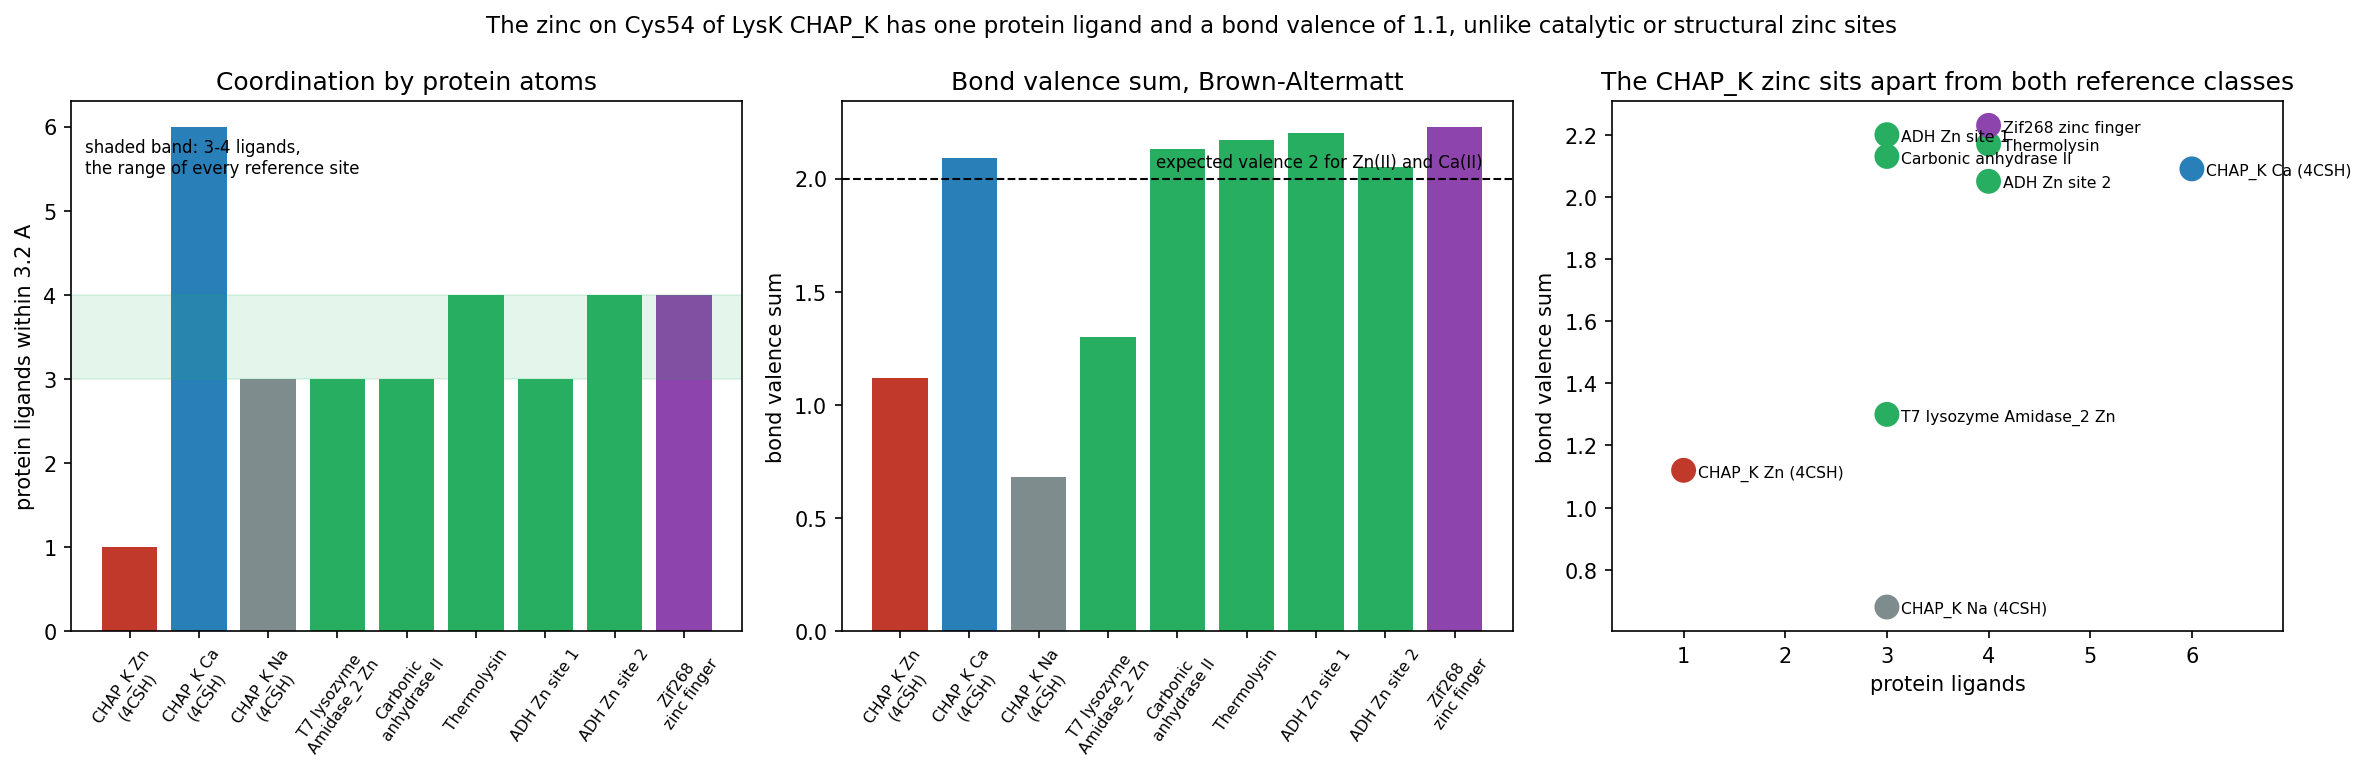 The zinc on Cys54 of LysK CHAP_K has one protein ligand and a bond valence of 1.1, unlike catalytic or structural zinc sites
Coordination by protein atoms
protein ligands within 3.2 A
6
5
4
3
2
1
0
shaded band: 3-4 ligands,
the range of every reference site
CHAP_K Zn
(4CSH)
CHAP_K Ca
(4CSH)
CHAP_K Na
(4CSH)
T7 lysozyme
Amidase_2 Zn
Carbonic
anhydrase II
Thermolysin
ADH Zn site 1
ADH Zn site 2
Zif268
zinc finger
Bond valence sum, Brown-Altermatt
bond valence sum
2.0
1.5
1.0
0.5
0.0
expected valence 2 for Zn(II) and Ca(II)
CHAP_K Zn
(4CSH)
CHAP_K Ca
(4CSH)
CHAP_K Na
(4CSH)
T7 lysozyme
Amidase_2 Zn
Carbonic
anhydrase II
Thermolysin
ADH Zn site 1
ADH Zn site 2
Zif268
zinc finger
The CHAP_K zinc sits apart from both reference classes
bond valence sum
2.2
2.0
1.8
1.6
1.4
1.2
1.0
0.8
Zif268 zinc finger
ADH Zn site 1
Thermolysin
Carbonic anhydrase II
CHAP_K Ca (4CSH)
ADH Zn site 2
T7 lysozyme Amidase_2 Zn
CHAP_K Zn (4CSH)
CHAP_K Na (4CSH)
1
2
3
4
5
6
protein ligands